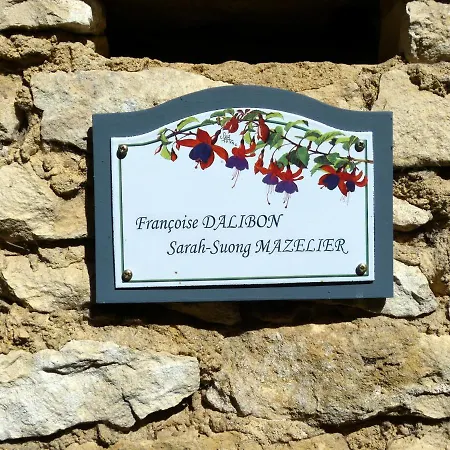 Françoise DALIBON
Sarah-Suong MAZELIER